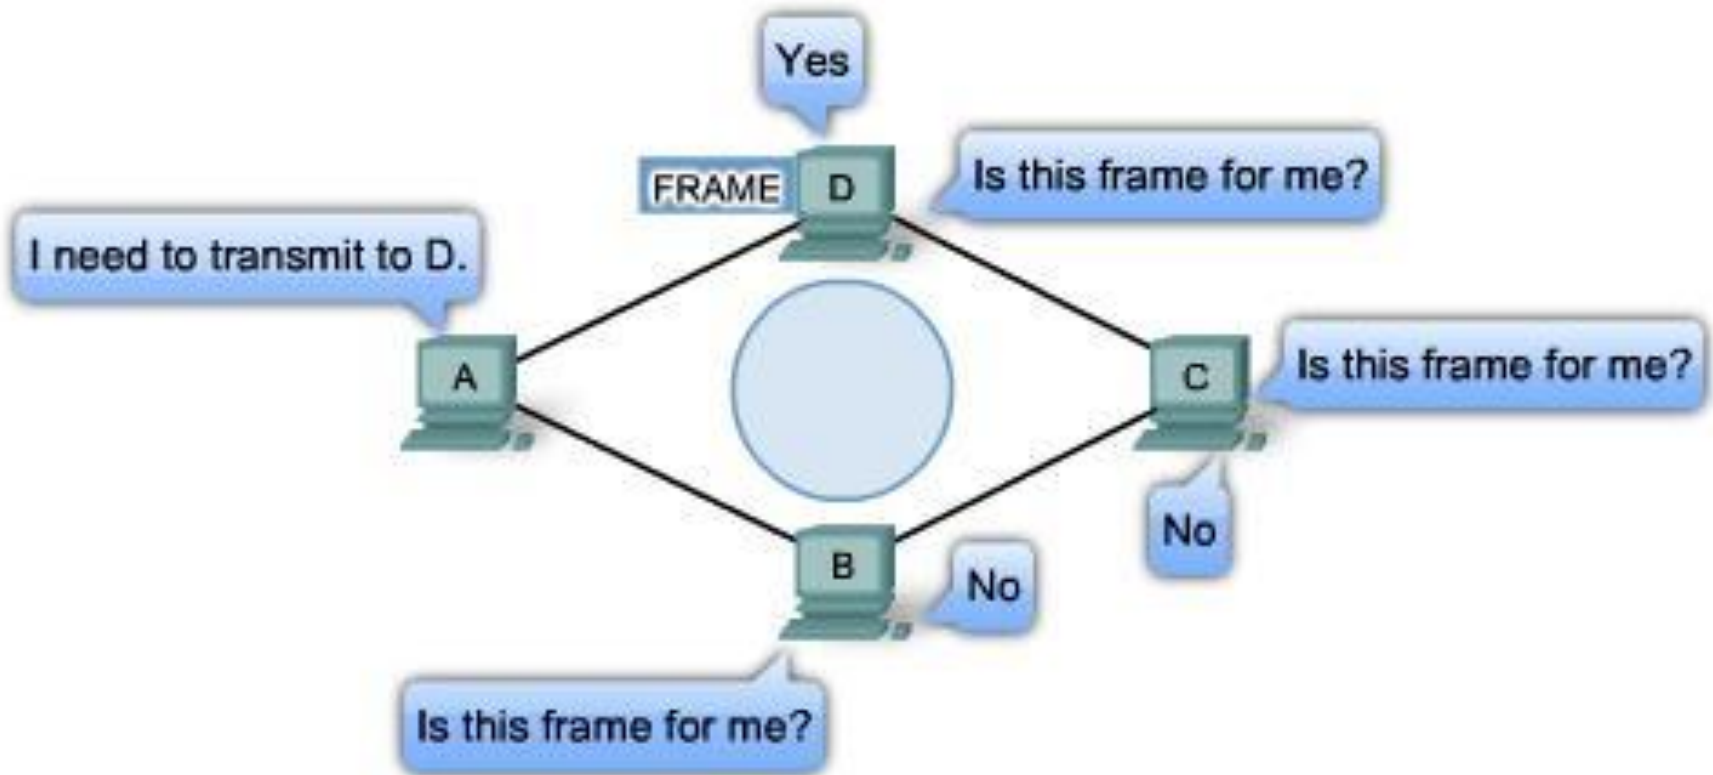 Yes
FRAME
D
Is this frame for me?
I need to transmit to D.
A
C
Is this frame for me?
No
B
No
Is this frame for me?